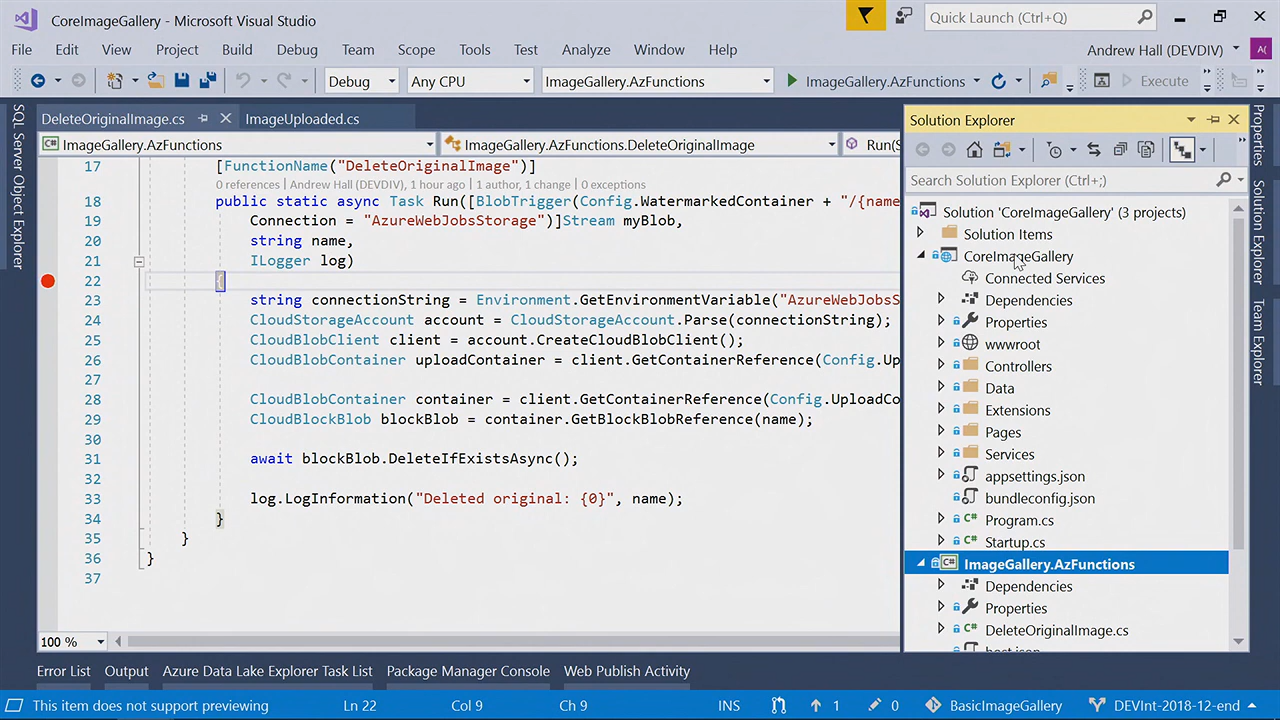 CoreImageGallery - Microsoft Visual Studio
Quick Launch (Ctrl+Q)
File Edit View Project Build Debug Team Scope Tools Test Analyze Window Help
Andrew Hall (DEVDIV)
A(
Debug Any CPU ImageGallery.AzFunctions ImageGallery.AzFunctions Execute
SQL Server Object Explorer
DeleteOriginalImage.cs ImageUploaded.cs
ImageGallery.AzFunctions ImageGallery.AzFunctions.DeleteOriginalImage Run(S
17 [FunctionName("DeleteOriginalImage")]
0 references | Andrew Hall (DEVDIV), 1 hour ago | 1 author, 1 change | 0 exceptions
18 public static async Task Run([BlobTrigger(Config.WatermarkedContainer + "/{name
19 Connection = "AzureWebJobsStorage")]Stream myBlob,
20 string name,
21 ILogger log)
22 {
23 string connectionString = Environment.GetEnvironmentVariable("AzureWebJobsS
24 CloudStorageAccount account = CloudStorageAccount.Parse(connectionString);
25 CloudBlobClient client = account.CreateCloudBlobClient();
26 CloudBlobContainer uploadContainer = client.GetContainerReference(Config.Up
27
28 CloudBlobContainer container = client.GetContainerReference(Config.UploadCo
29 CloudBlockBlob blockBlob = container.GetBlockBlobReference(name);
30
31 await blockBlob.DeleteIfExistsAsync();
32
33 log.LogInformation("Deleted original: {0}", name);
34 }
35 }
36 }
37
100 %
Solution Explorer
Search Solution Explorer (Ctrl+;)
Solution 'CoreImageGallery' (3 projects)
Solution Items
CoreImageGallery
Connected Services
Dependencies
Properties
wwwroot
Controllers
Data
Extensions
Pages
Services
appsettings.json
bundleconfig.json
C# Program.cs
C# Startup.cs
C# ImageGallery.AzFunctions
Dependencies
Properties
C# DeleteOriginalImage.cs
host.json
Properties
Solution Explorer
Team Explorer
Error List Output Azure Data Lake Explorer Task List Package Manager Console Web Publish Activity
This item does not support previewing Ln 22 Col 9 Ch 9 INS 1 0 BasicImageGallery DEVInt-2018-12-end